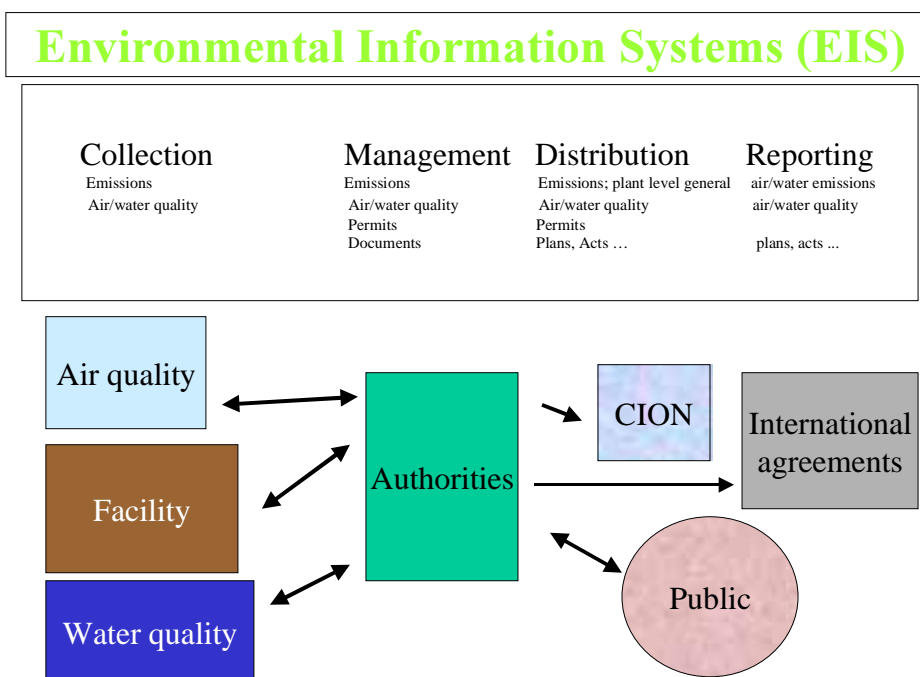 Environmental Information Systems (EIS)
Collection
Emissions
Air/water quality
Management
Emissions
Air/water quality
Permits
Documents
Distribution
Emissions; plant level general
Air/water quality
Permits
Plans, Acts …
Reporting
air/water emissions
air/water quality
plans, acts ...
Air quality
Facility
Water quality
Authorities
CION
International
agreements
Public